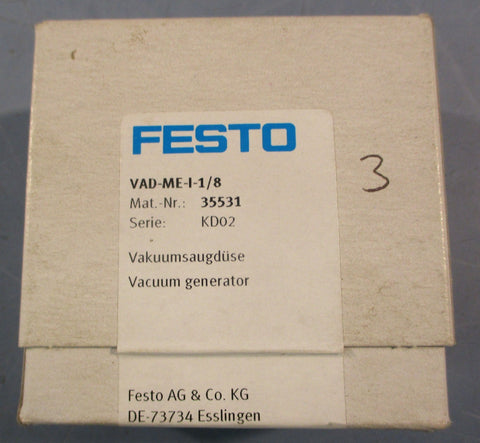 FESTO
VAD-ME-I-1/8
Mat.-Nr.: 35531
Serie: KD02
Vakuumsaugdüse
Vacuum generator
3
Festo AG & Co. KG
DE-73734 Esslingen